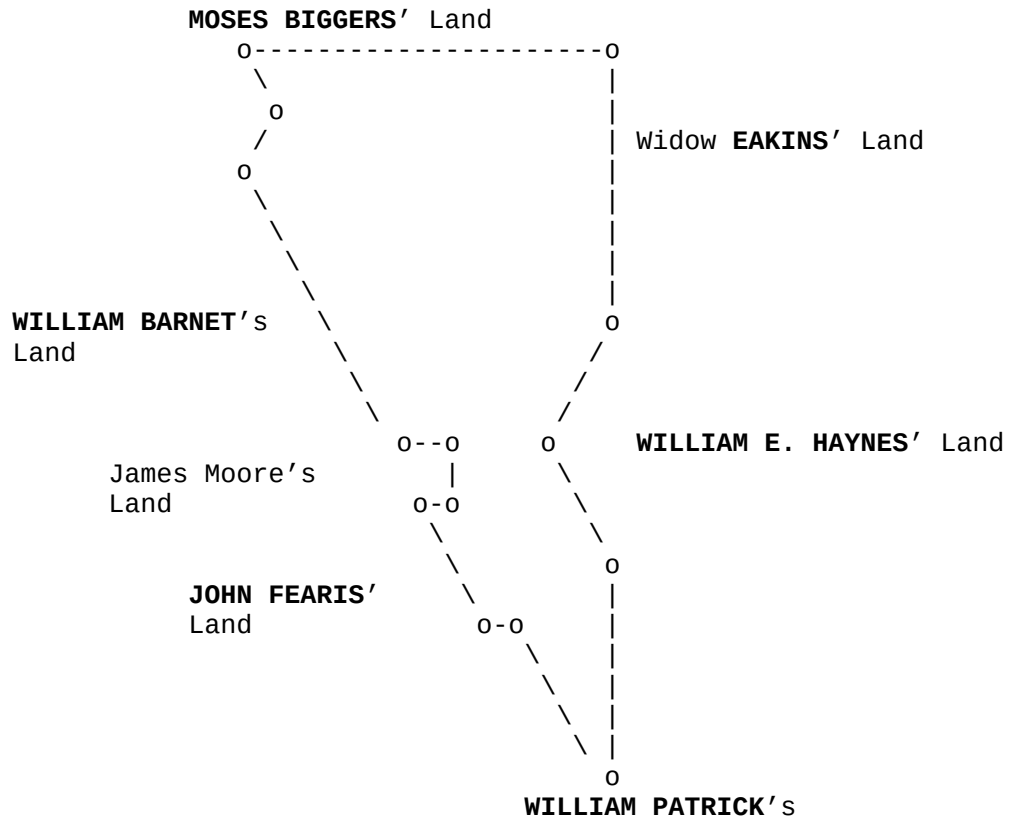 MOSES BIGGERS’ Land
Widow EAKINS’ Land
WILLIAM BARNET’s
Land
WILLIAM E. HAYNES’ Land
James Moore’s
Land
JOHN FEARIS’
Land
WILLIAM PATRICK’s